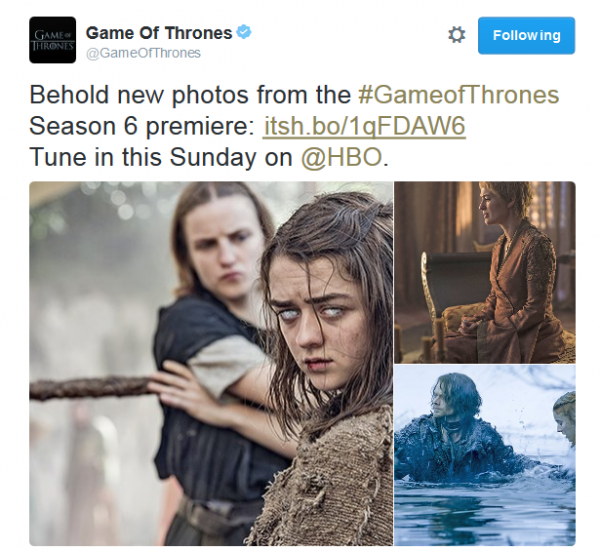 GAME OF
THRONES
Game Of Thrones
@GameOfThrones
Following
Behold new photos from the #GameofThrones
Season 6 premiere: itsh.bo/1qFDAW6
Tune in this Sunday on @HBO.